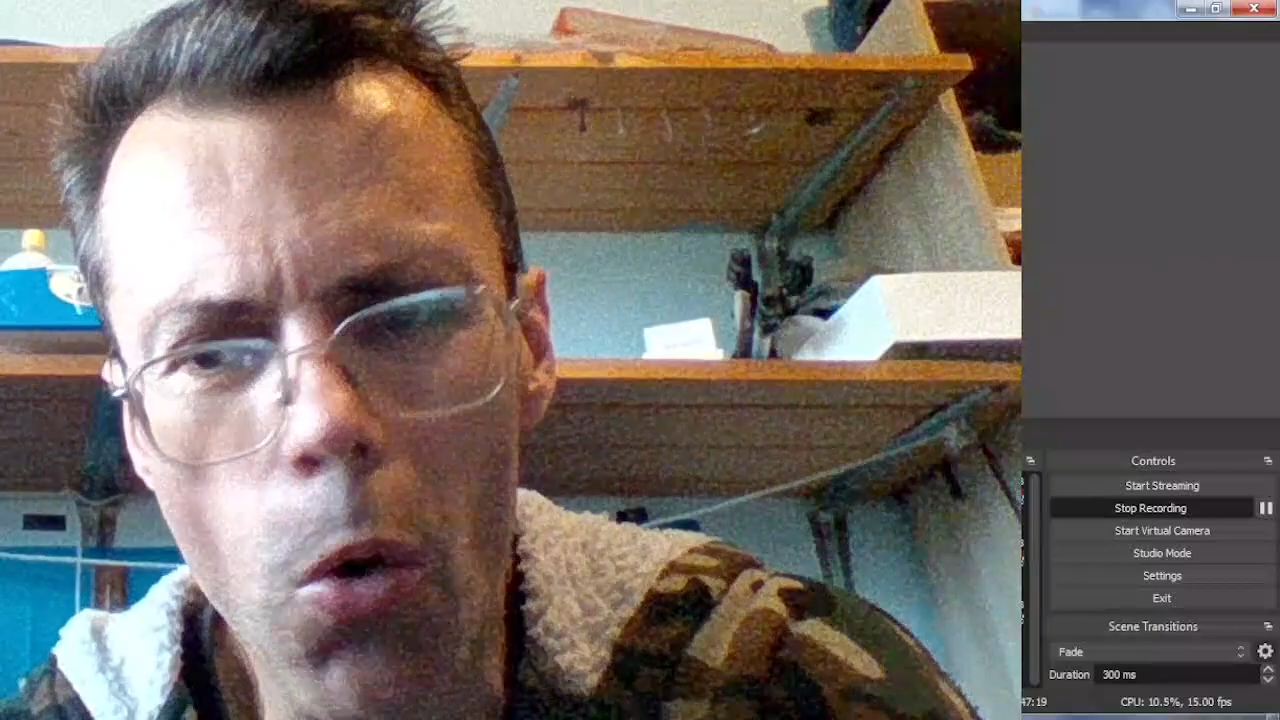 Controls
Start Streaming
Stop Recording
Start Virtual Camera
Studio Mode
Settings
Exit
Scene Transitions
Fade
Duration 300 ms
47:19 CPU: 10.5%, 15.00 fps